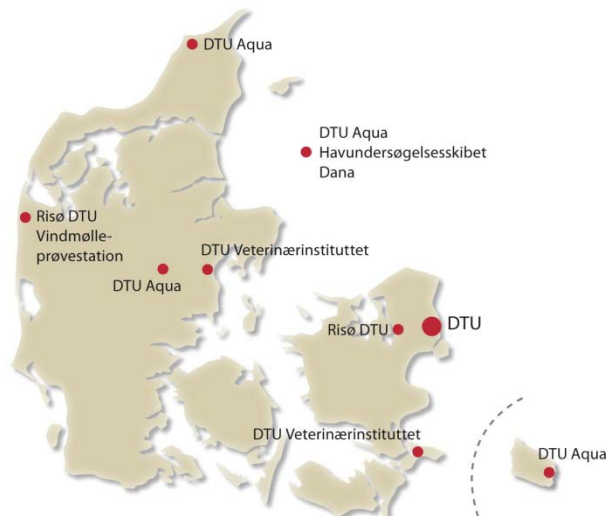 DTU Aqua
DTU Aqua
Havundersøgelsesskibet
Dana
Risø DTU
Vindmølle-
prøvestation
DTU Veterinærinstituttet
DTU Aqua
Risø DTU
DTU
DTU Veterinærinstituttet
DTU Aqua